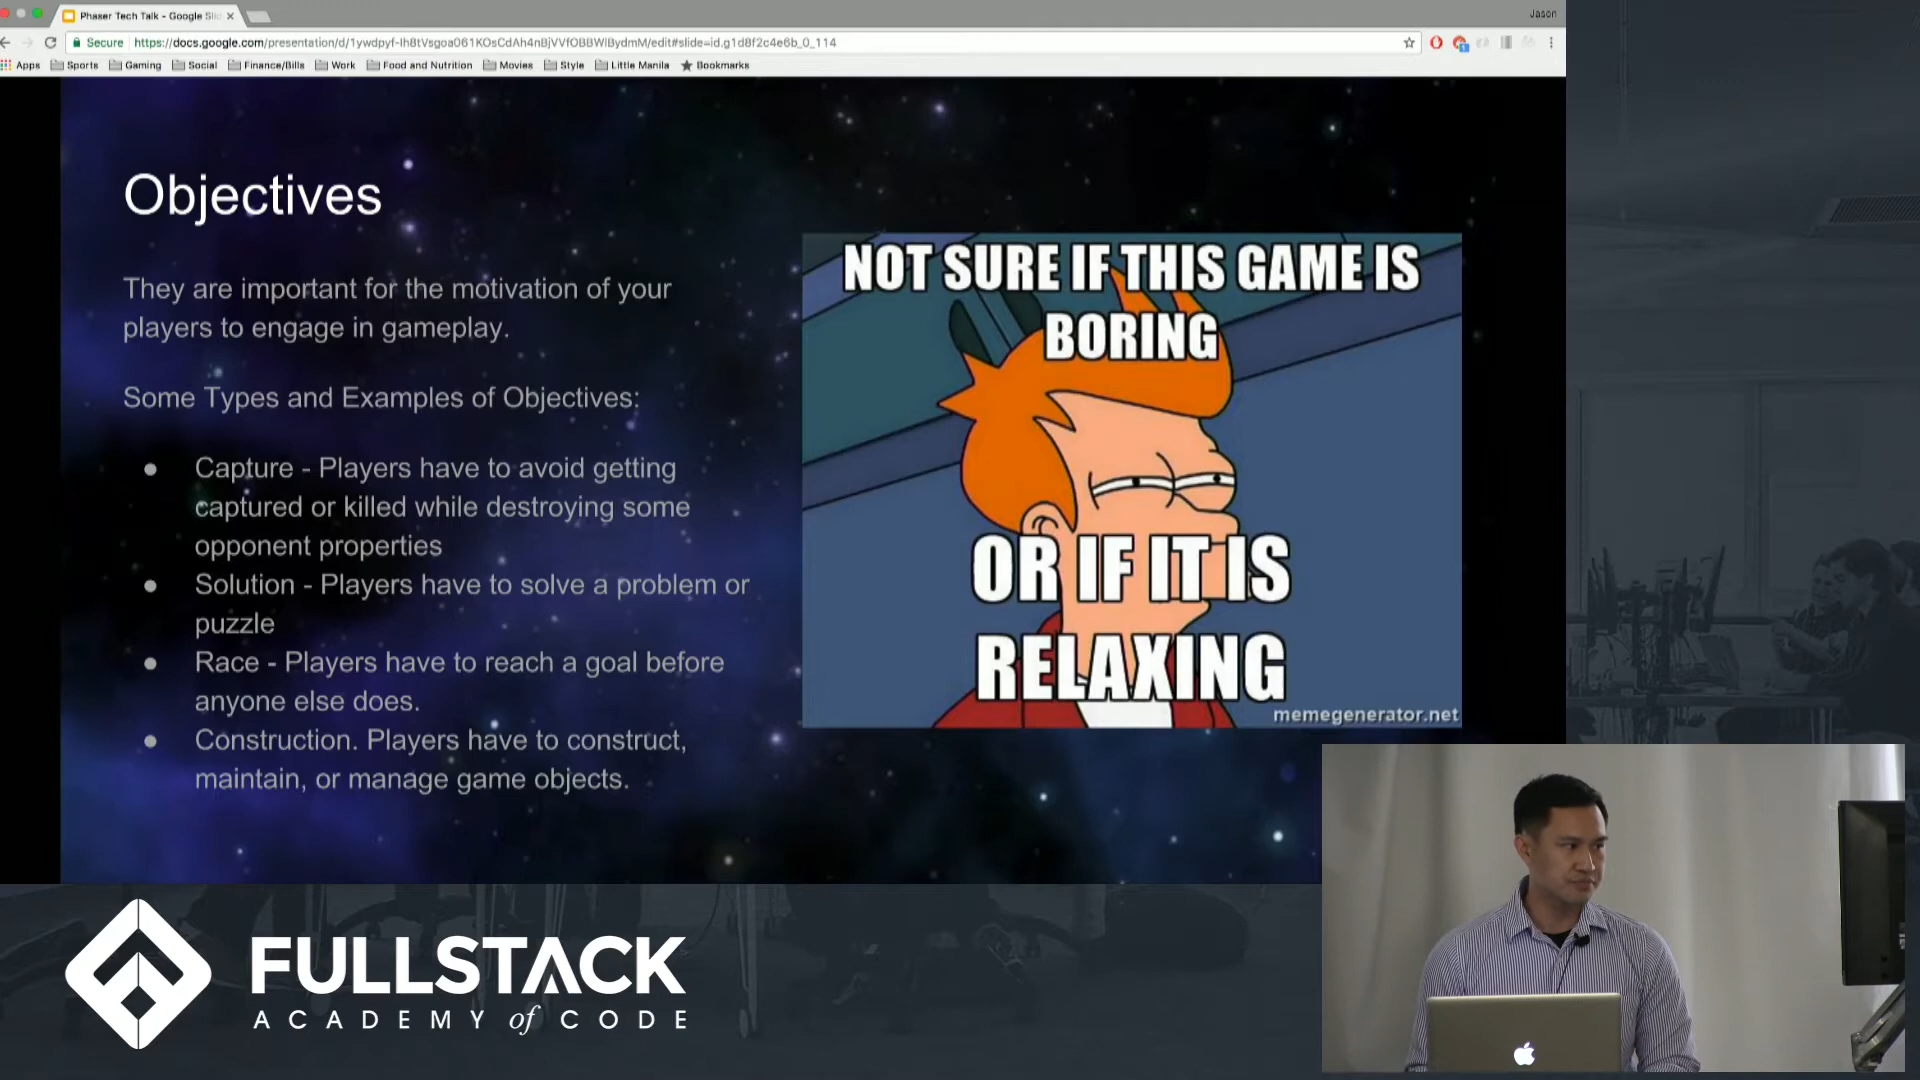 Phaser Tech Talk - Google Sli
Jason
Secure
https://docs.google.com/presentation/d/1ywdpyf-Ih8tVsgoa061KOsCdAh4nBjVVfOBBWlBydmM/edit#slide=id.g1d8f2c4e6b_0_114
Apps Sports Gaming Social Finance/Bills Work Food and Nutrition Movies Style Little Manila Bookmarks
Objectives
They are important for the motivation of your
players to engage in gameplay.
Some Types and Examples of Objectives:
● Capture - Players have to avoid getting
captured or killed while destroying some
opponent properties
● Solution - Players have to solve a problem or
puzzle
● Race - Players have to reach a goal before
anyone else does.
● Construction. Players have to construct,
maintain, or manage game objects.
NOT SURE IF THIS GAME IS
BORING
OR IF IT IS
RELAXING
memegenerator.net
FULLSTACK
ACADEMY of CODE